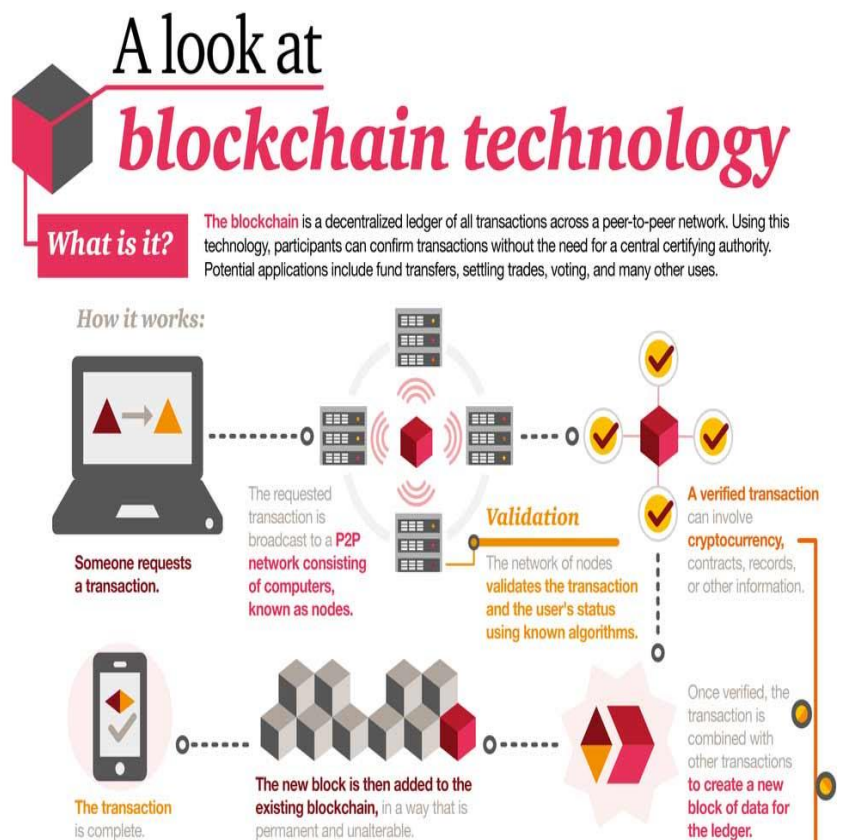 A look at
blockchain technology
What is it?
The blockchain is a decentralized ledger of all transactions across a peer-to-peer network. Using this
technology, participants can confirm transactions without the need for a central certifying authority.
Potential applications include fund transfers, settling trades, voting, and many other uses.
How it works:
Someone requests
a transaction.
The requested
transaction is
broadcast to a P2P
network consisting
of computers,
known as nodes.
Validation
The network of nodes
validates the transaction
and the user's status
using known algorithms.
A verified transaction
can involve
cryptocurrency,
contracts, records,
or other information.
Once verified, the
transaction is
combined with
other transactions
to create a new
block of data for
the ledger.
The new block is then added to the
existing blockchain, in a way that is
permanent and unalterable.
The transaction
is complete.